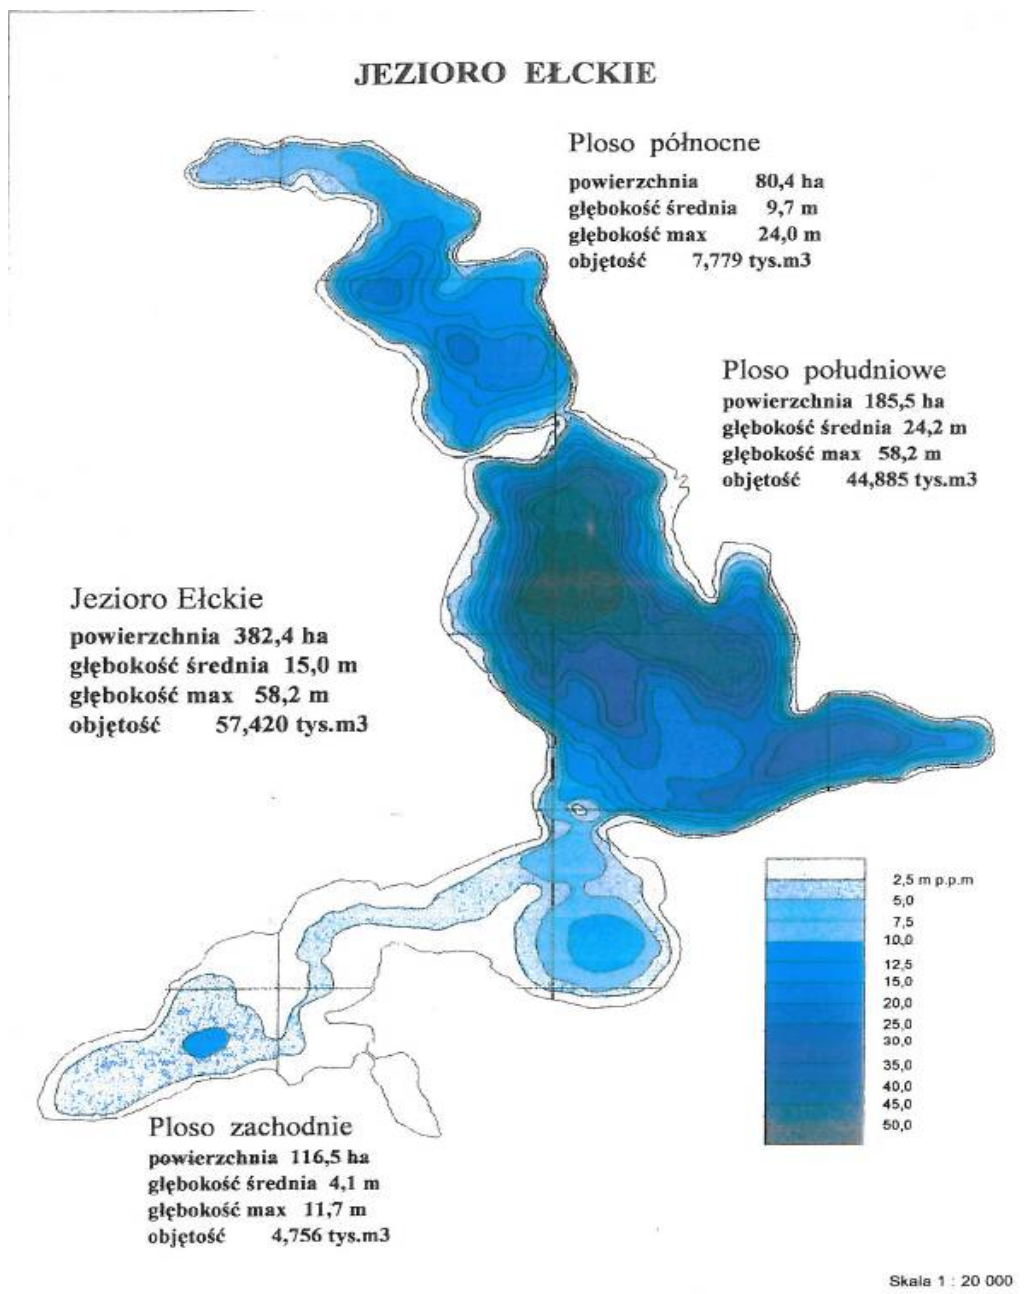 JEZIORO EŁCKIE
Ploso północne
powierzchnia 80,4 ha
głębokość średnia 9,7 m
głębokość max 24,0 m
objętość 7,779 tys.m3
Ploso południowe
powierzchnia 185,5 ha
głębokość średnia 24,2 m
głębokość max 58,2 m
objętość 44,885 tys.m3
Jezioro Ełckie
powierzchnia 382,4 ha
głębokość średnia 15,0 m
głębokość max 58,2 m
objętość 57,420 tys.m3
2,5 m p.p.m
5,0
7,5
10,0
12,5
15,0
20,0
25,0
30,0
35,0
40,0
45,0
50,0
Ploso zachodnie
powierzchnia 116,5 ha
głębokość średnia 4,1 m
głębokość max 11,7 m
objętość 4,756 tys.m3
Skala 1 : 20 000